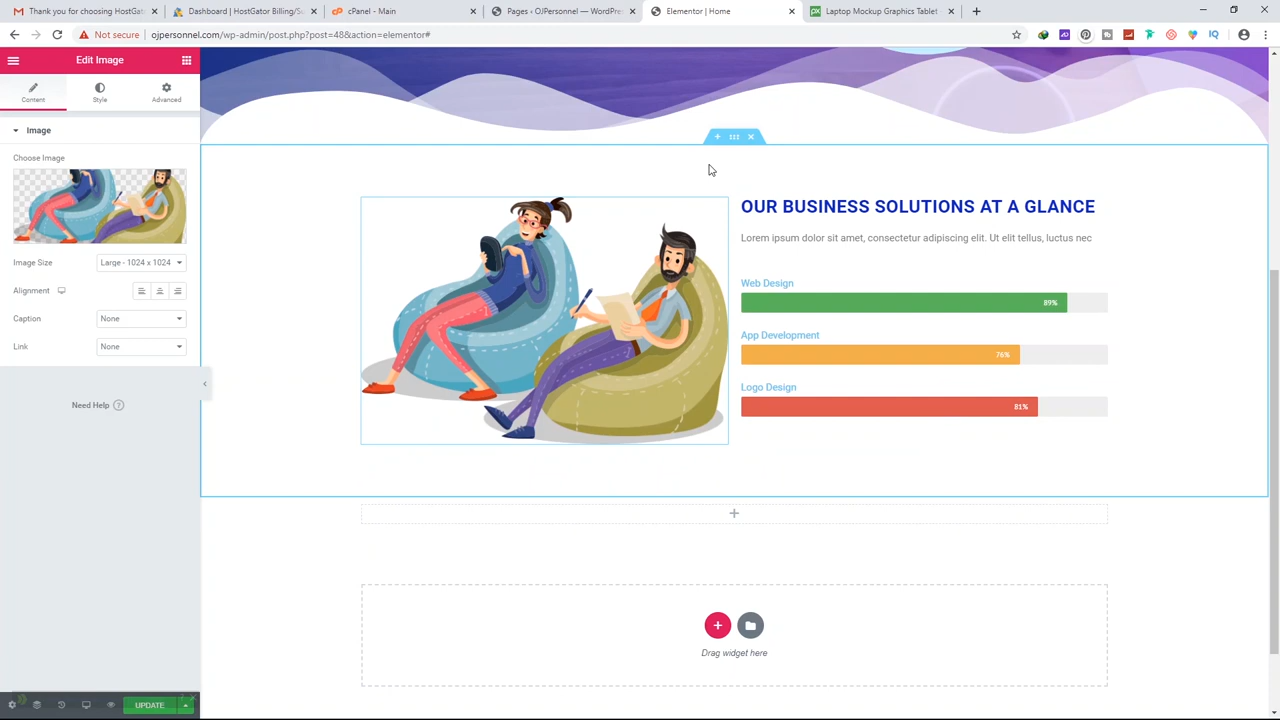 Thank you for choosing HostGat
Dashboard | HostGator Billing/S
cPanel - Main
Pages ‹ OJPersonnel — WordPre
Elementor | Home
Laptop Mockup Graphics Tablet
Not secure | ojpersonnel.com/wp-admin/post.php?post=48&action=elementor#
Edit Image
Content
Style
Advanced
Image
Choose Image
Image Size
Large - 1024 x 1024
Alignment
Caption
None
Link
None
Need Help
UPDATE
OUR BUSINESS SOLUTIONS AT A GLANCE
Lorem ipsum dolor sit amet, consectetur adipiscing elit. Ut elit tellus, luctus nec
Web Design
89%
App Development
76%
Logo Design
81%
Drag widget here